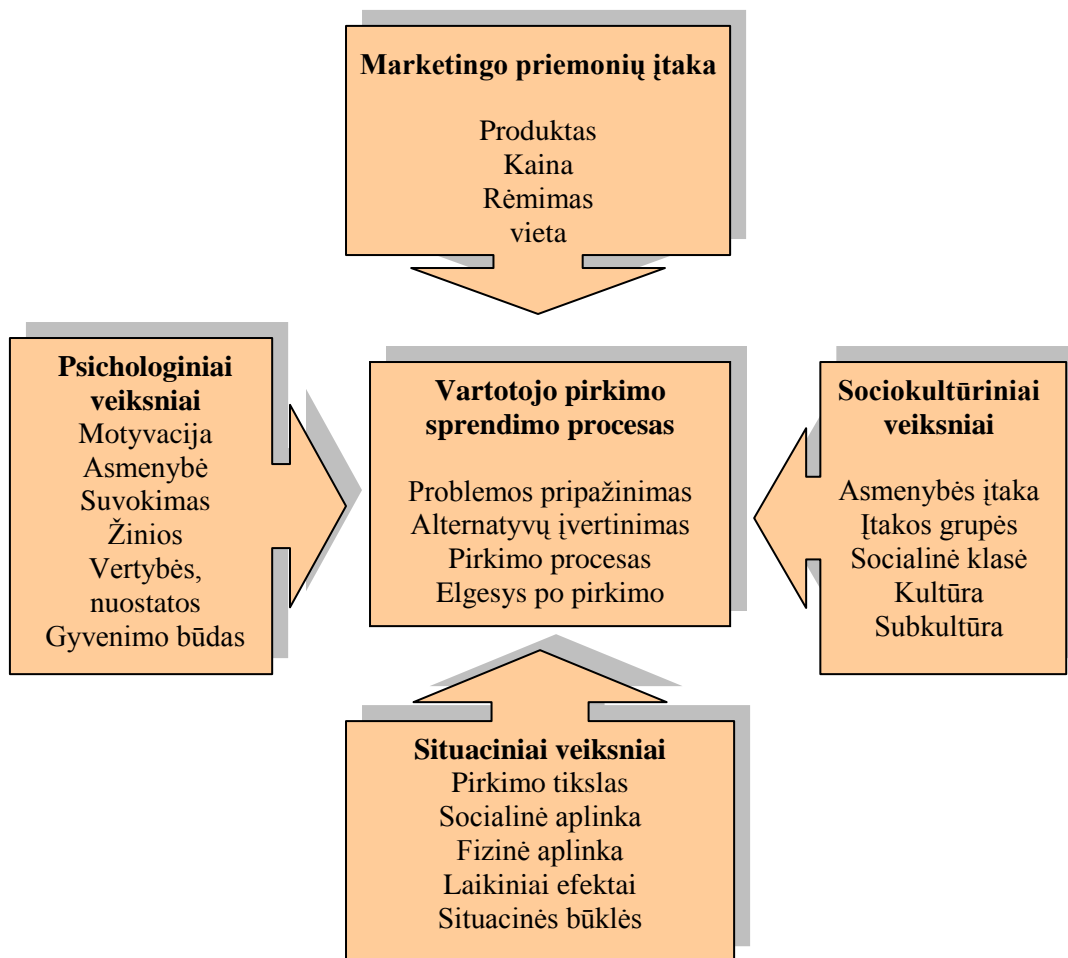 Marketingo priemonių įtaka
Produktas
Kaina
Rėmimas
vieta
Psichologiniai
veiksniai
Motyvacija
Asmenybė
Suvokimas
Žinios
Vertybės,
nuostatos
Gyvenimo būdas
Vartotojo pirkimo
sprendimo procesas
Problemos pripažinimas
Alternatyvų įvertinimas
Pirkimo procesas
Elgesys po pirkimo
Sociokultūriniai
veiksniai
Asmenybės įtaka
Įtakos grupės
Socialinė klasė
Kultūra
Subkultūra
Situaciniai veiksniai
Pirkimo tikslas
Socialinė aplinka
Fizinė aplinka
Laikiniai efektai
Situacinės būklės